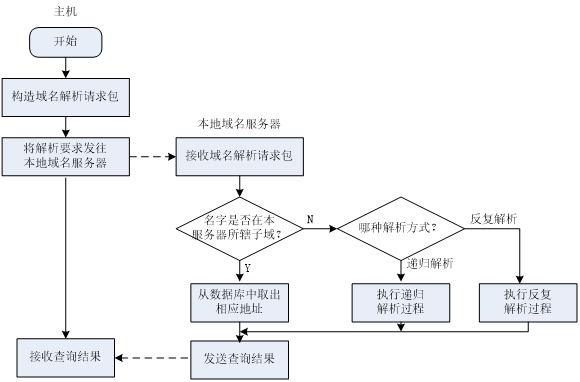 主机
开始
构造域名解析请求包
将解析要求发往
本地域名服务器
本地域名服务器
接收域名解析请求包
名字是否在本
服务器所辖子域？
N
哪种解析方式？
反复解析
Y
递归解析
从数据库中取出
相应地址
执行递归
解析过程
执行反复
解析过程
接收查询结果
发送查询结果